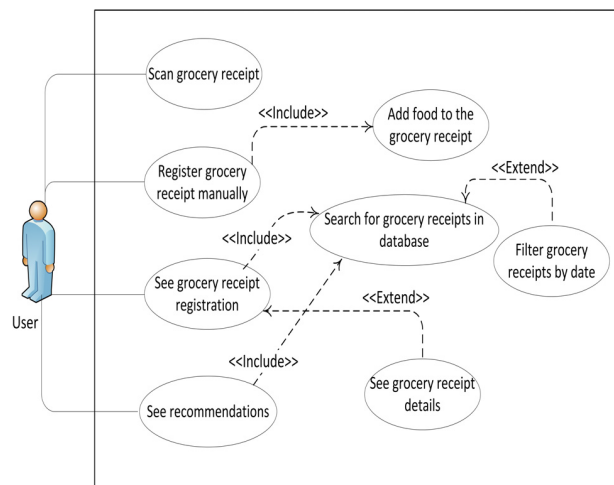 Scan grocery receipt
<<Include>>
Add food to the
grocery receipt
Register grocery
receipt manually
<<Extend>>
Search for grocery receipts in
database
<<Include>>
Filter grocery
receipts by date
See grocery receipt
registration
<<Extend>>
User
<<Include>>
See grocery receipt
details
See recommendations